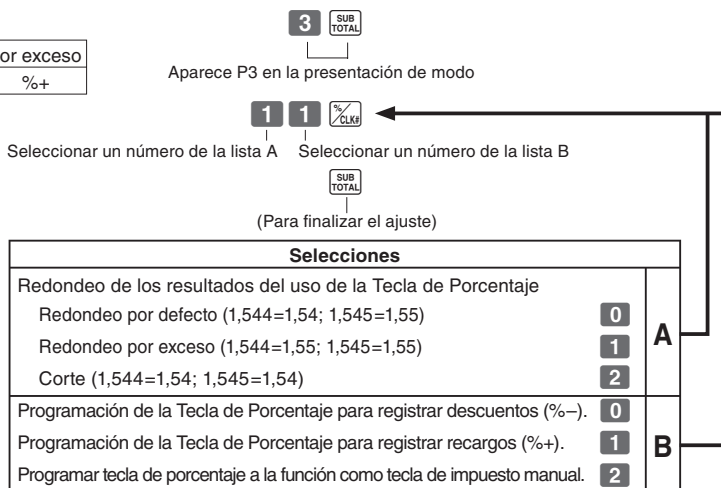 3 SUB TOTAL
or exceso
%+
Aparece P3 en la presentación de modo
1 1 %/CLK#
Seleccionar un número de la lista A Seleccionar un número de la lista B
SUB TOTAL
(Para finalizar el ajuste)
Selecciones
Redondeo de los resultados del uso de la Tecla de Porcentaje
Redondeo por defecto (1,544=1,54; 1,545=1,55) 0
Redondeo por exceso (1,544=1,55; 1,545=1,55) 1
Corte (1,544=1,54; 1,545=1,54) 2
A
Programación de la Tecla de Porcentaje para registrar descuentos (%–). 0
Programación de la Tecla de Porcentaje para registrar recargos (%+). 1
Programar tecla de porcentaje a la función como tecla de impuesto manual. 2
B